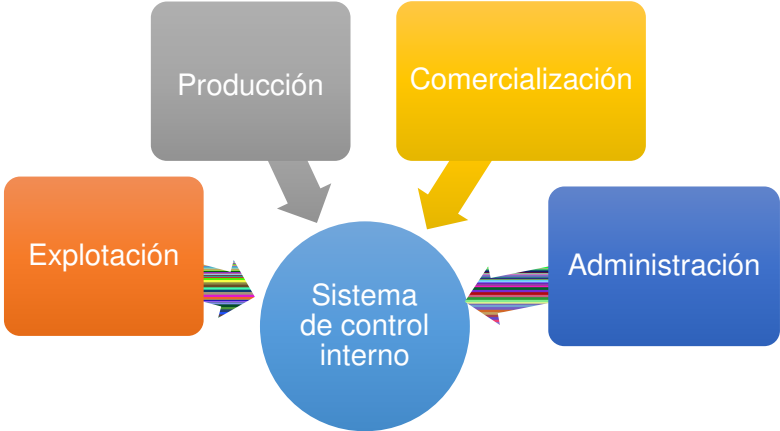 Producción
Comercialización
Explotación
Administración
Sistema
de control
interno